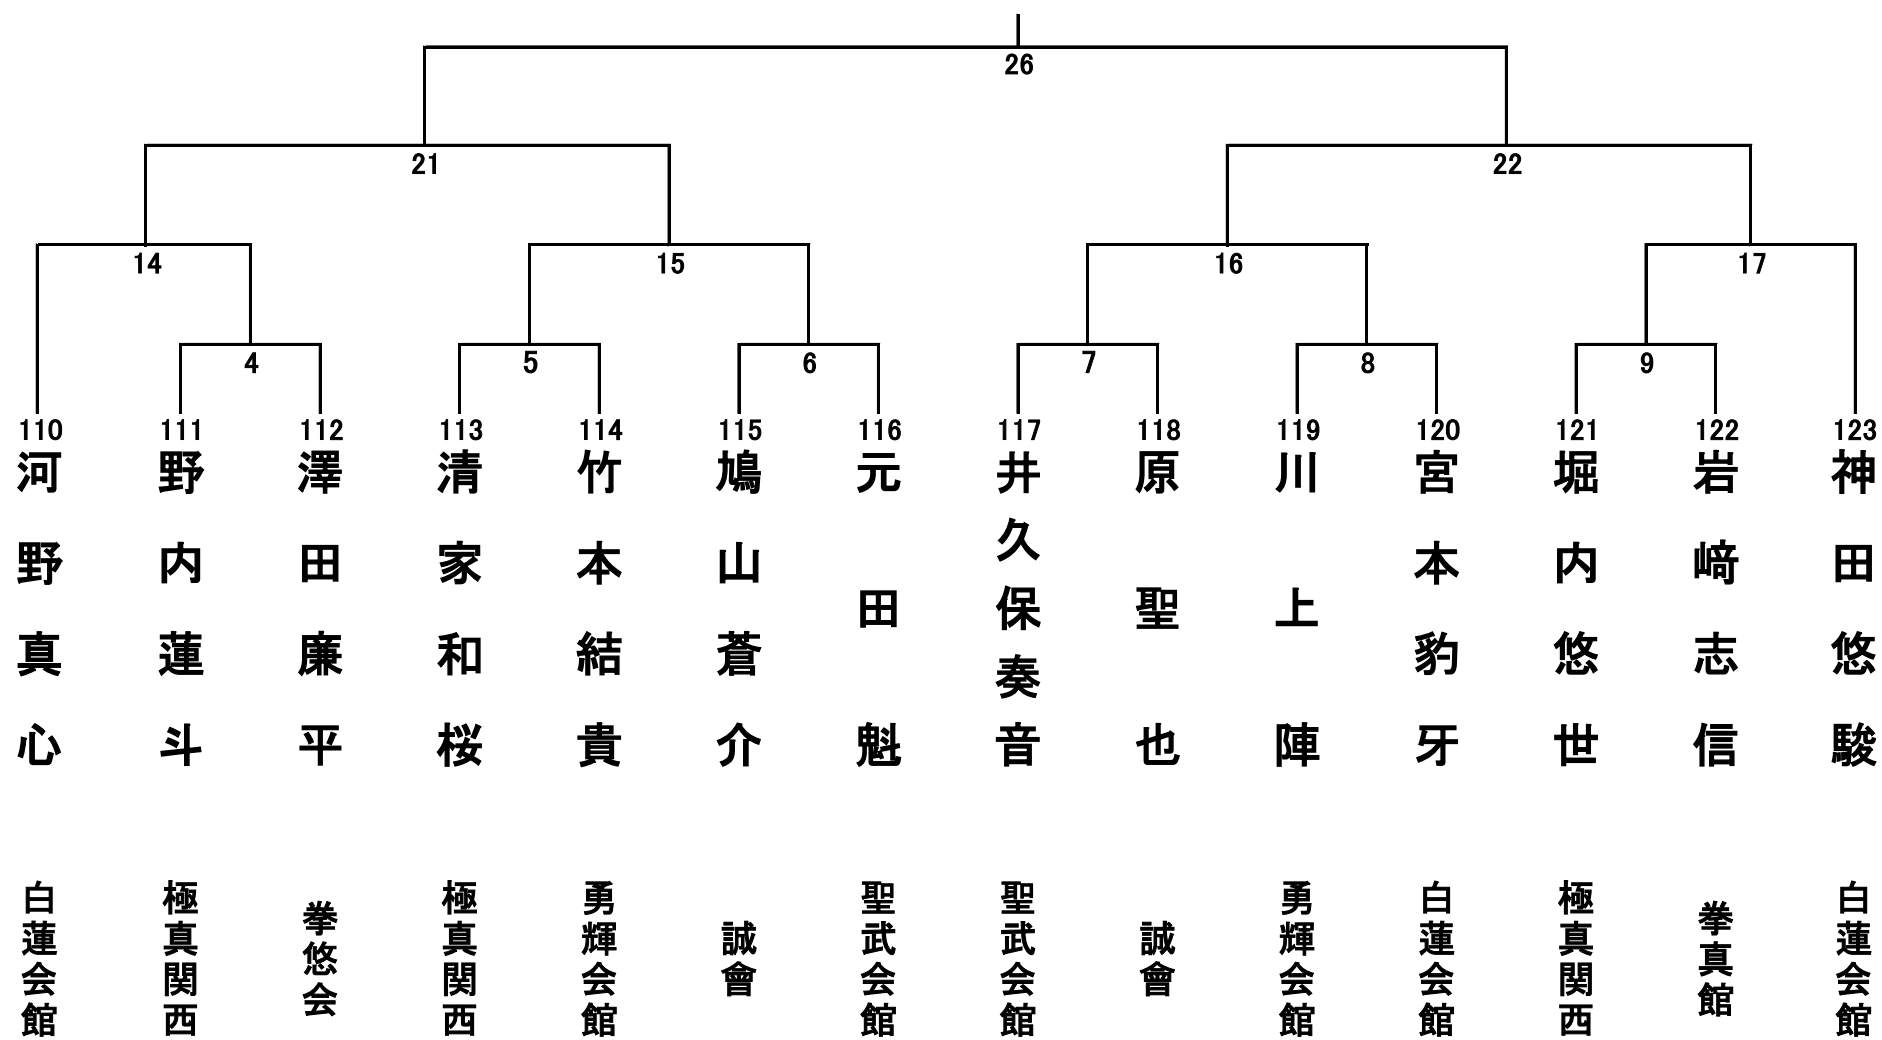 26
21
22
14
15
16
17
4
5
6
7
8
9
110
111
112
113
114
115
116
117
118
119
120
121
122
123
河野真心
野内蓮斗
澤田廉平
清家和桜
竹本結貴
鳩山蒼介
元田魁
井久保奏音
原聖也
川上陣
宮本豹牙
堀内悠世
岩﨑志信
神田悠駿
白蓮会館
極真関西
拳悠会
極真関西
勇輝会館
誠會
聖武会館
聖武会館
誠會
勇輝会館
白蓮会館
極真関西
拳真館
白蓮会館